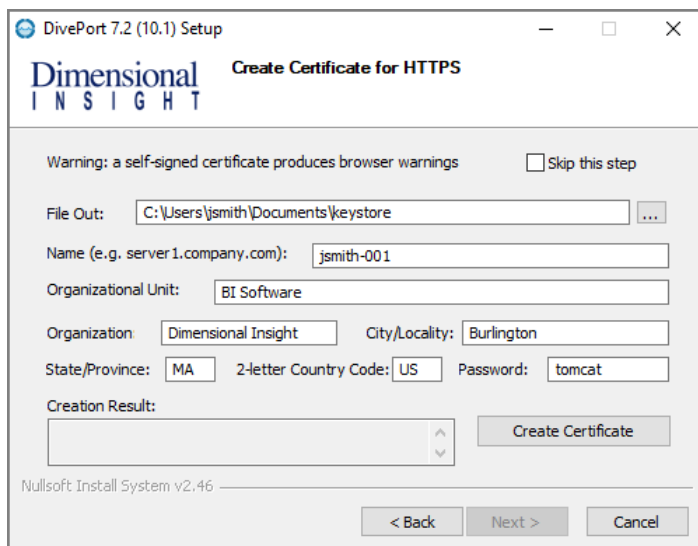 DivePort 7.2 (10.1) Setup
Dimensional
INSIGHT
Create Certificate for HTTPS
Warning: a self-signed certificate produces browser warnings Skip this step
File Out: C:\Users\jsmith\Documents\keystore ...
Name (e.g. server1.company.com): jsmith-001
Organizational Unit: BI Software
Organization: Dimensional Insight City/Locality: Burlington
State/Province: MA 2-letter Country Code: US Password: tomcat
Creation Result:
Create Certificate
Nullsoft Install System v2.46
< Back Next > Cancel